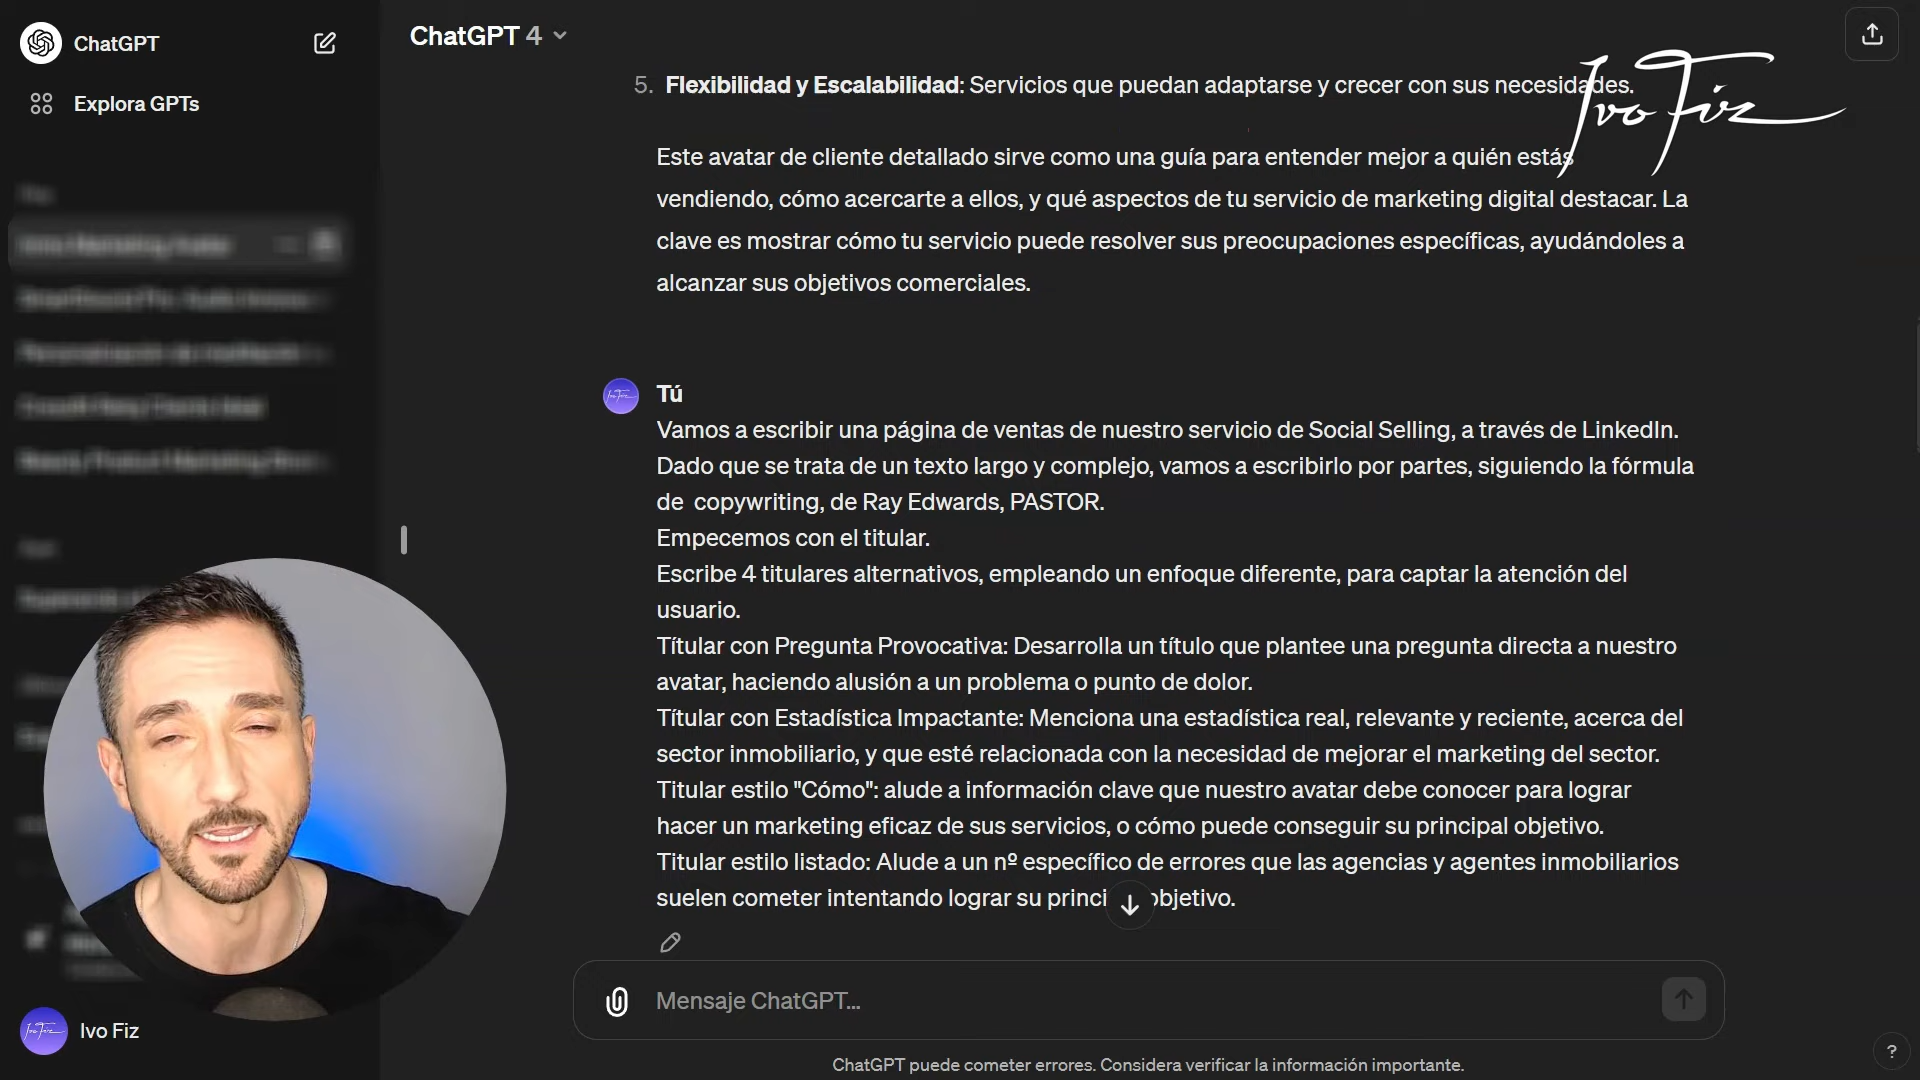 ChatGPT
ChatGPT 4
Explora GPTs
5. Flexibilidad y Escalabilidad: Servicios que puedan adaptarse y crecer con sus necesidades.
Ivo Fiz
Este avatar de cliente detallado sirve como una guía para entender mejor a quién estás
vendiendo, cómo acercarte a ellos, y qué aspectos de tu servicio de marketing digital destacar. La
clave es mostrar cómo tu servicio puede resolver sus preocupaciones específicas, ayudándoles a
alcanzar sus objetivos comerciales.
Tú
Vamos a escribir una página de ventas de nuestro servicio de Social Selling, a través de LinkedIn.
Dado que se trata de un texto largo y complejo, vamos a escribirlo por partes, siguiendo la fórmula
de  copywriting, de Ray Edwards, PASTOR.
Empecemos con el titular.
Escribe 4 titulares alternativos, empleando un enfoque diferente, para captar la atención del
usuario.
Títular con Pregunta Provocativa: Desarrolla un título que plantee una pregunta directa a nuestro
avatar, haciendo alusión a un problema o punto de dolor.
Títular con Estadística Impactante: Menciona una estadística real, relevante y reciente, acerca del
sector inmobiliario, y que esté relacionada con la necesidad de mejorar el marketing del sector.
Titular estilo "Cómo": alude a información clave que nuestro avatar debe conocer para lograr
hacer un marketing eficaz de sus servicios, o cómo puede conseguir su principal objetivo.
Titular estilo listado: Alude a un nº específico de errores que las agencias y agentes inmobiliarios
suelen cometer intentando lograr su princi objetivo.
Mensaje ChatGPT...
Ivo Fiz
ChatGPT puede cometer errores. Considera verificar la información importante.
?